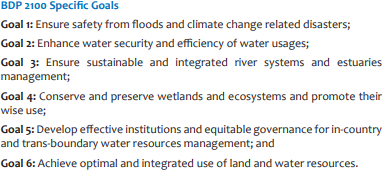 BDP 2100 Specific Goals
Goal 1: Ensure safety from floods and climate change related disasters;
Goal 2: Enhance water security and efficiency of water usages;
Goal 3: Ensure sustainable and integrated river systems and estuaries
management;
Goal 4: Conserve and preserve wetlands and ecosystems and promote their
wise use;
Goal 5: Develop effective institutions and equitable governance for in-country
and trans-boundary water resources management; and
Goal 6: Achieve optimal and integrated use of land and water resources.